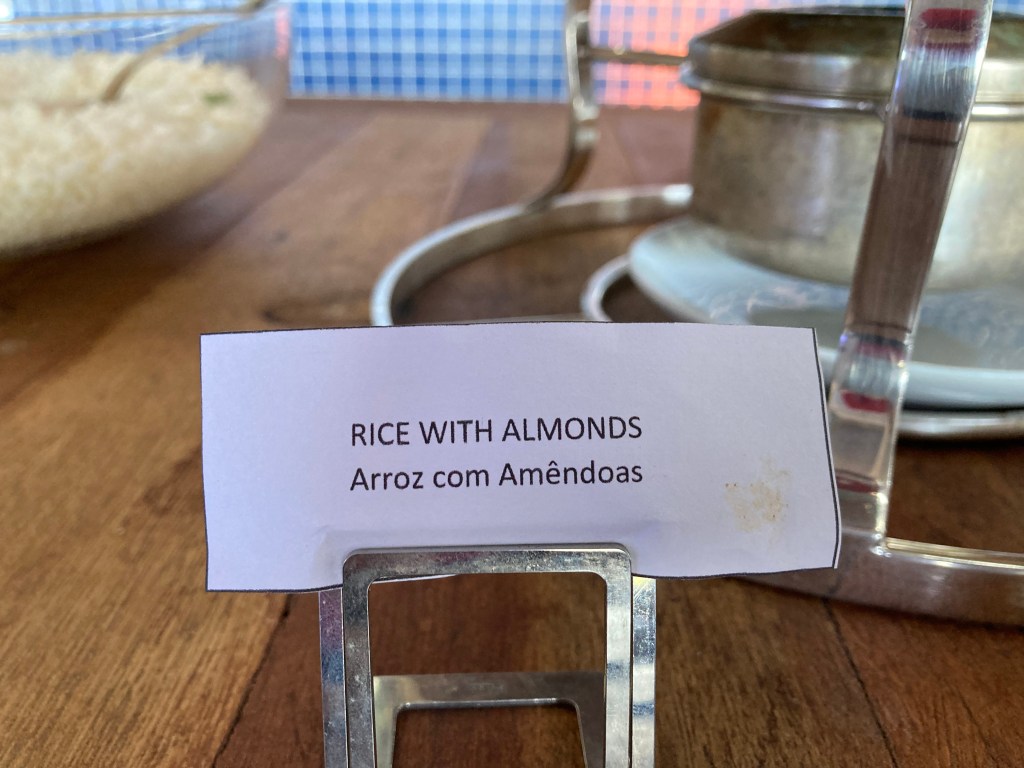 RICE WITH ALMONDS
Arroz com Amêndoas